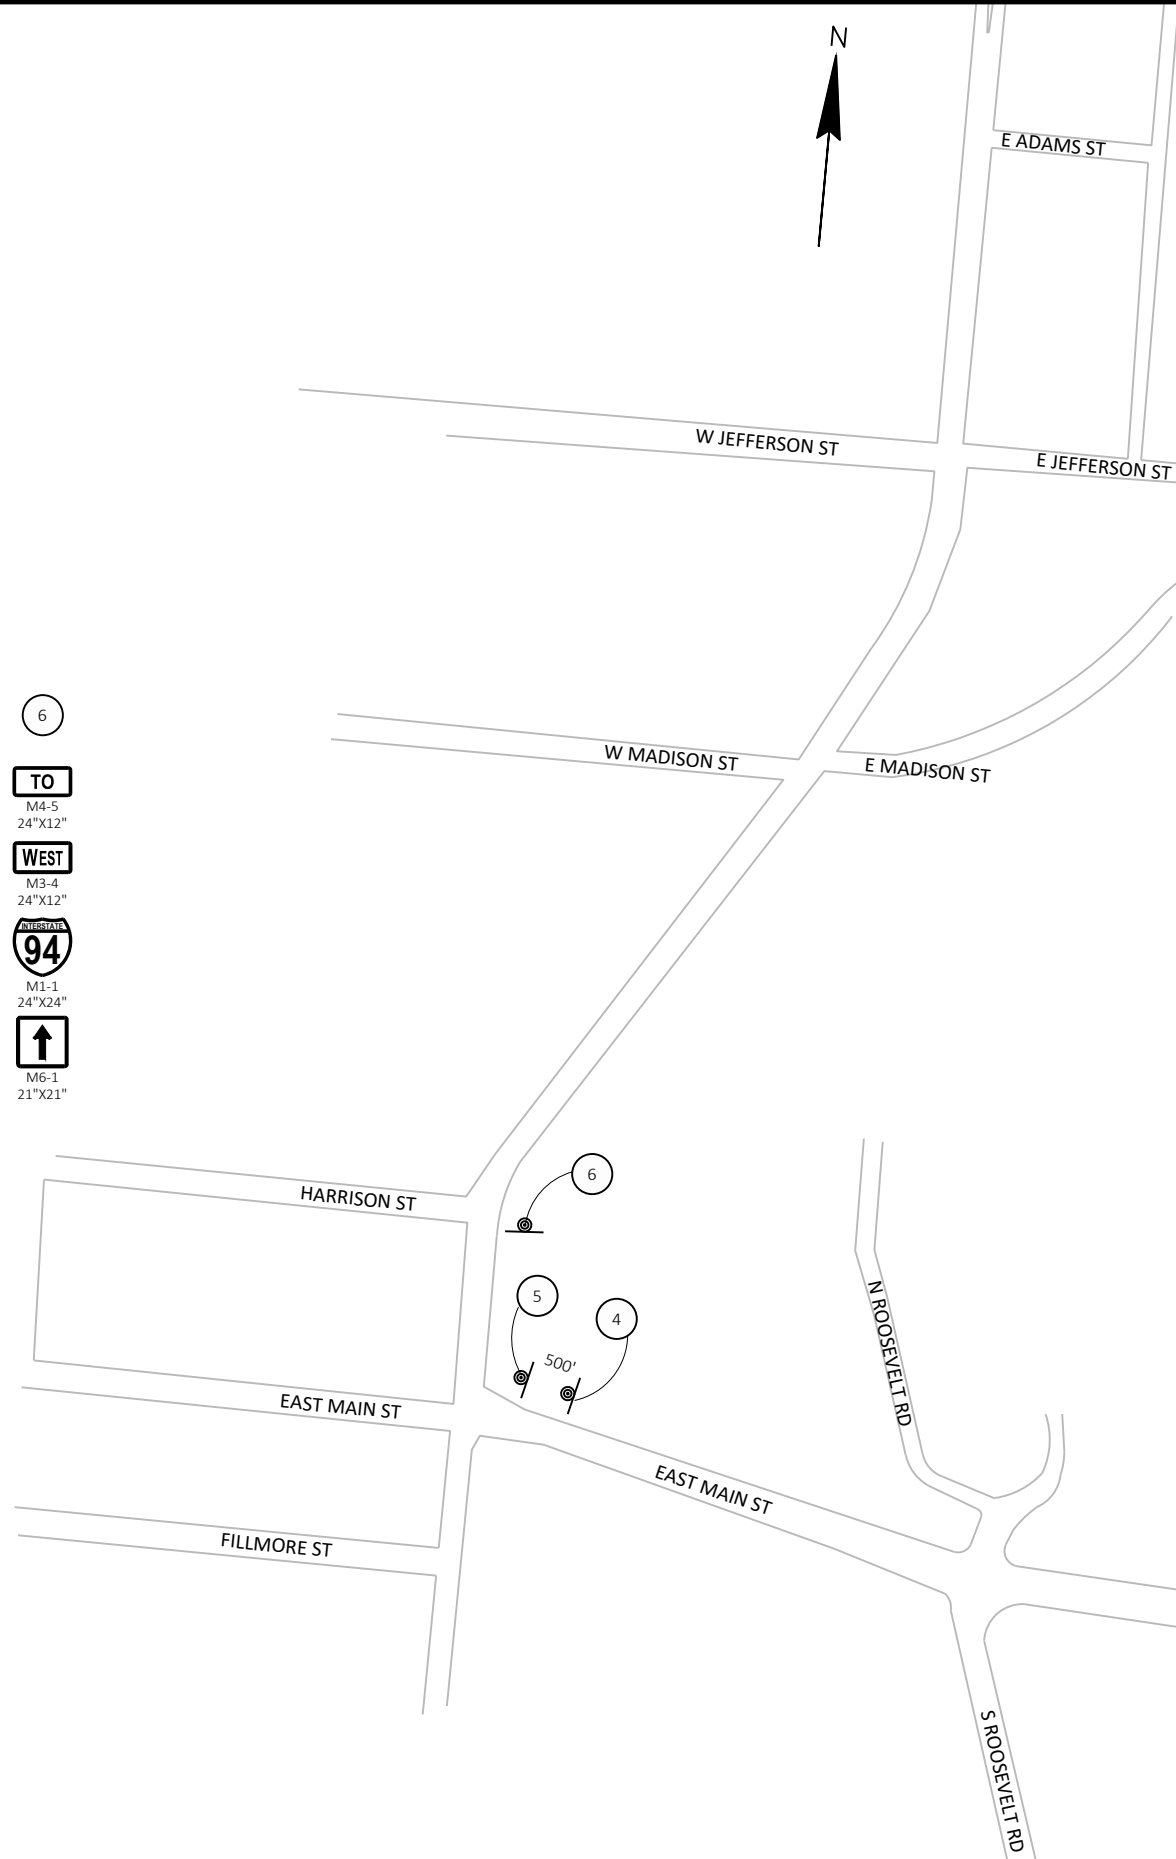 N
E ADAMS ST
W JEFFERSON ST
E JEFFERSON ST
W MADISON ST
E MADISON ST
6
TO
M4-5
24"X12"
WEST
M3-4
24"X12"
INTERSTATE
94
M1-1
24"X24"
M6-1
21"X21"
HARRISON ST
6
5
4
500'
N ROOSEVELT RD
EAST MAIN ST
EAST MAIN ST
FILLMORE ST
S ROOSEVELT RD